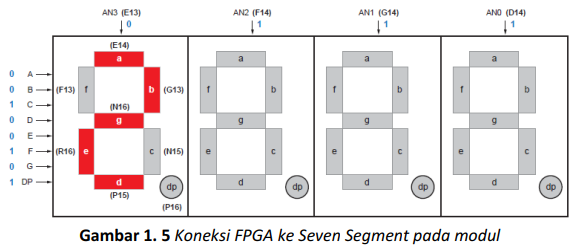 AN3 (E13) AN2 (F14) AN1 (G14) AN0 (D14)
0 1 1 1
(E14)
a a a a
0 A
0 B (F13) f b (G13) f b f b f b
1 C (N16)
0 D g g g g
0 E
1 F (R16) e c (N15) e c e c e c
0 G
1 DP d dp d dp d dp d dp
(P15)
(P16)
Gambar 1. 5 Koneksi FPGA ke Seven Segment pada modul